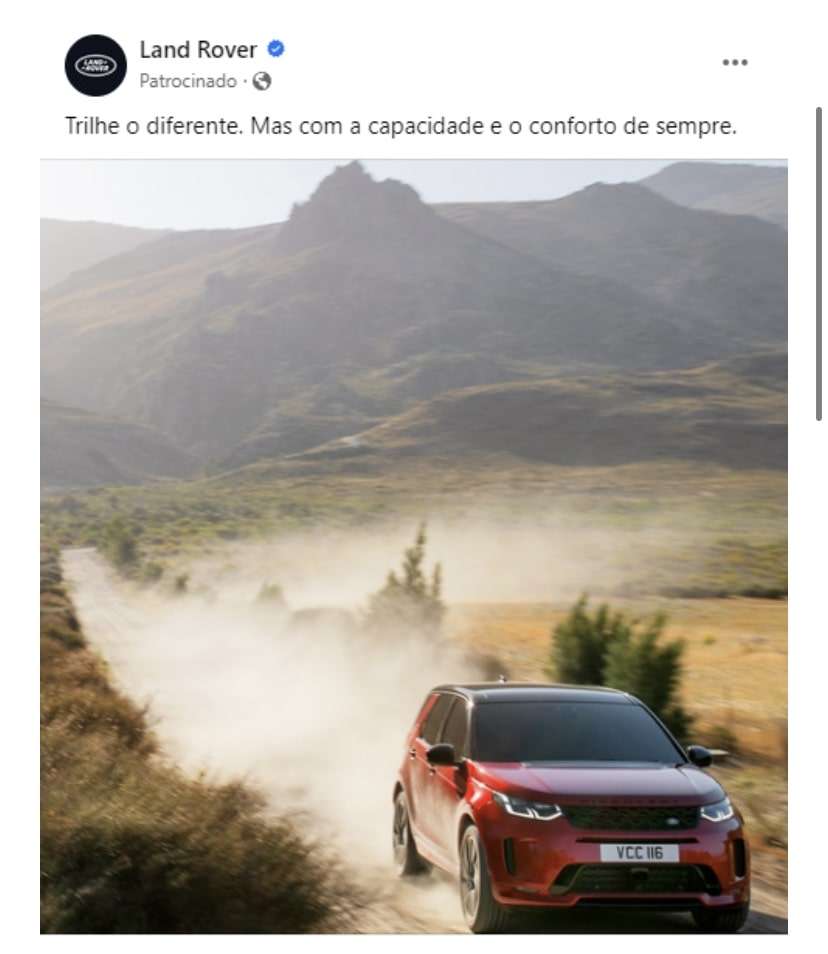 Land Rover
LAND-
-ROVER
Patrocinado ·
Trilhe o diferente. Mas com a capacidade e o conforto de sempre.
VCC 116